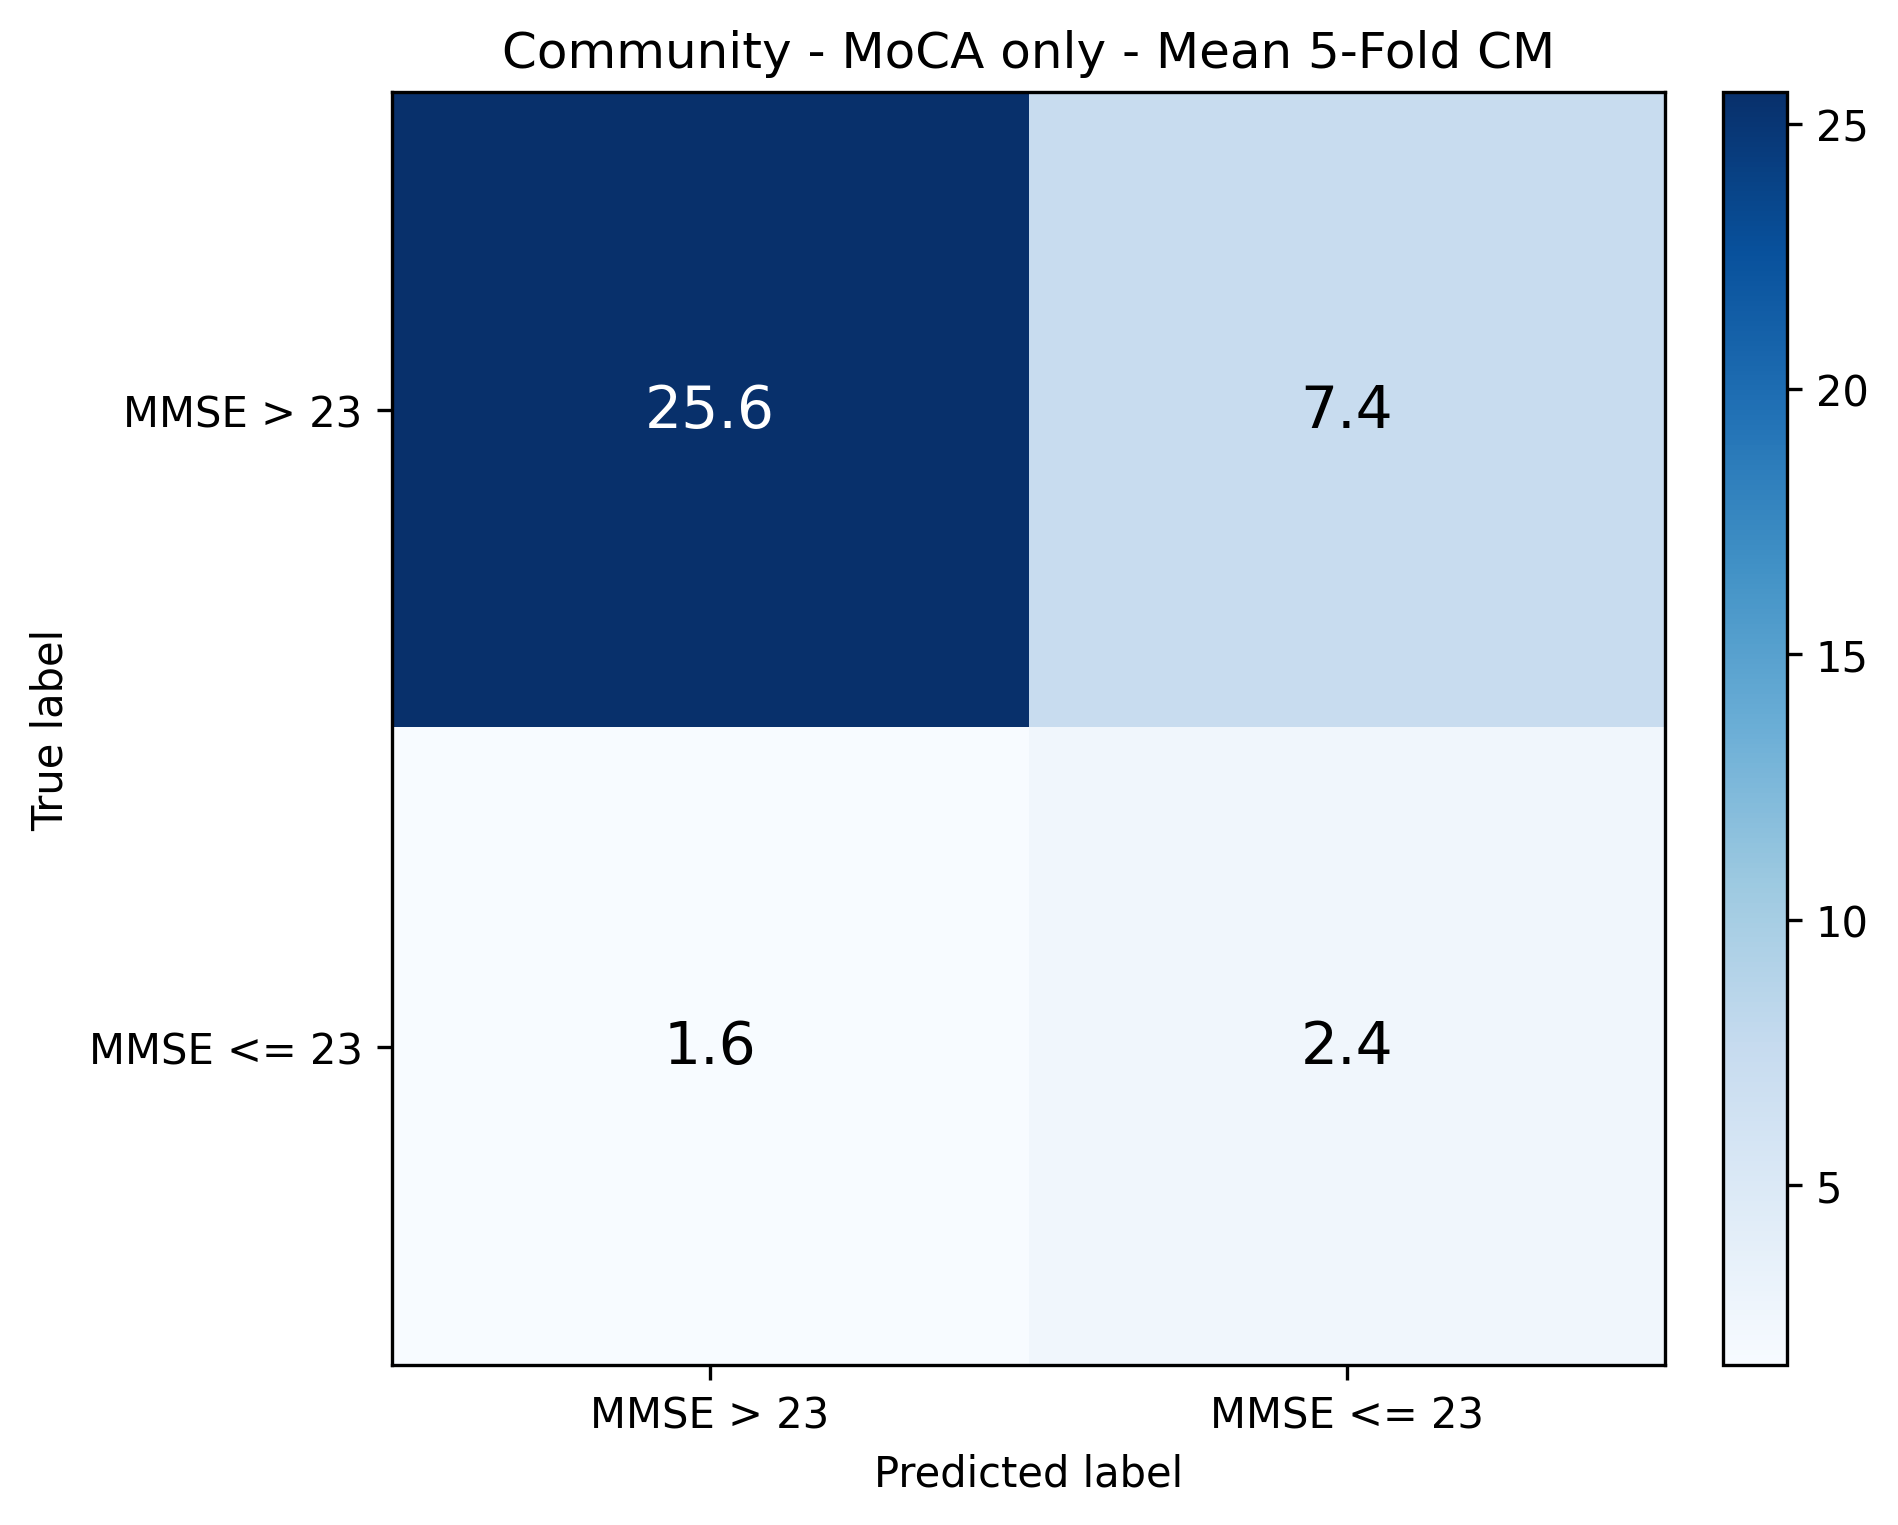 Community - MoCA only - Mean 5-Fold CM
25
20
15
10
5
True label
MMSE > 23
25.6
7.4
MMSE <= 23
1.6
2.4
MMSE > 23
MMSE <= 23
Predicted label